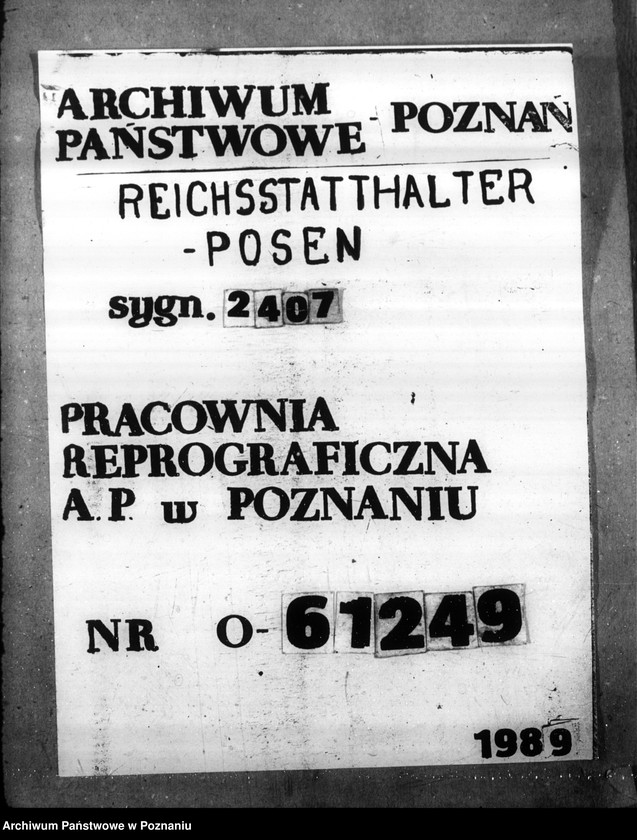 ARCHIWUM
PAŃSTWOWE - POZNAŃ
REICHSSTATTHALTER
-POSEN
sygn. 2407
PRACOWNIA
REPROGRAFICZNA
A.P. w POZNANIU
NR O-61249
1989
Archiwum Państwowe w Poznaniu